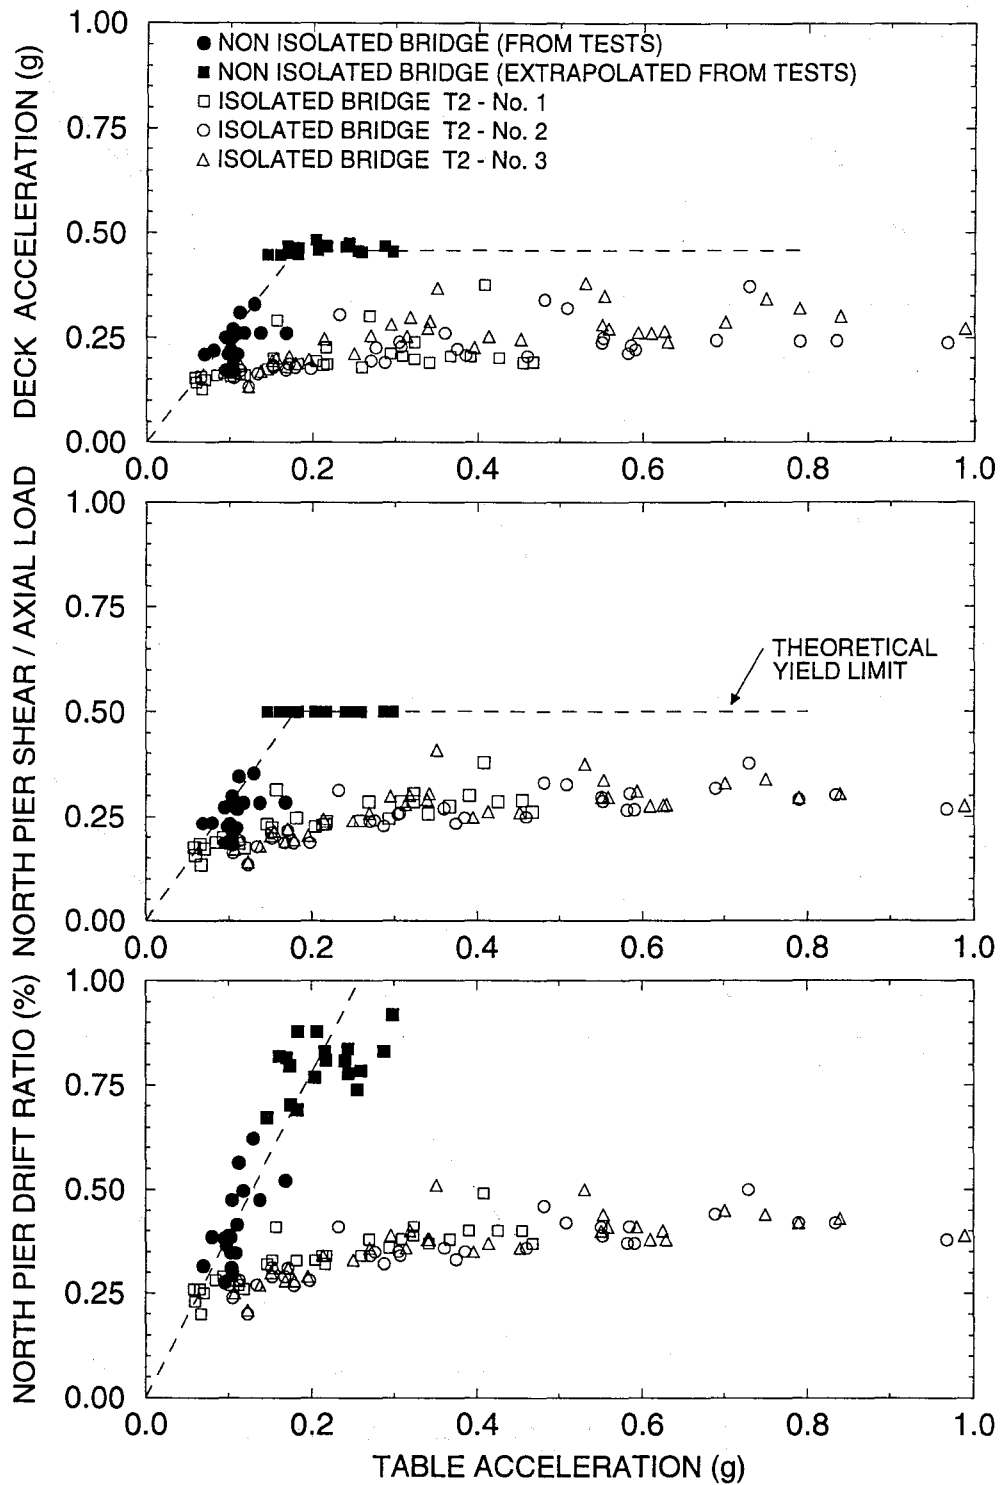 1.00
0.75
0.50
0.25
0.00
DECK ACCELERATION (g)
NON ISOLATED BRIDGE (FROM TESTS)
NON ISOLATED BRIDGE (EXTRAPOLATED FROM TESTS)
ISOLATED BRIDGE T2 - No. 1
ISOLATED BRIDGE T2 - No. 2
ISOLATED BRIDGE T2 - No. 3
0.0 0.2 0.4 0.6 0.8 1.0
1.00
0.75
0.50
0.25
0.00
NORTH PIER SHEAR / AXIAL LOAD
THEORETICAL
YIELD LIMIT
0.0 0.2 0.4 0.6 0.8 1.0
1.00
0.75
0.50
0.25
0.00
NORTH PIER DRIFT RATIO (%)
0.0 0.2 0.4 0.6 0.8 1.0
TABLE ACCELERATION (g)